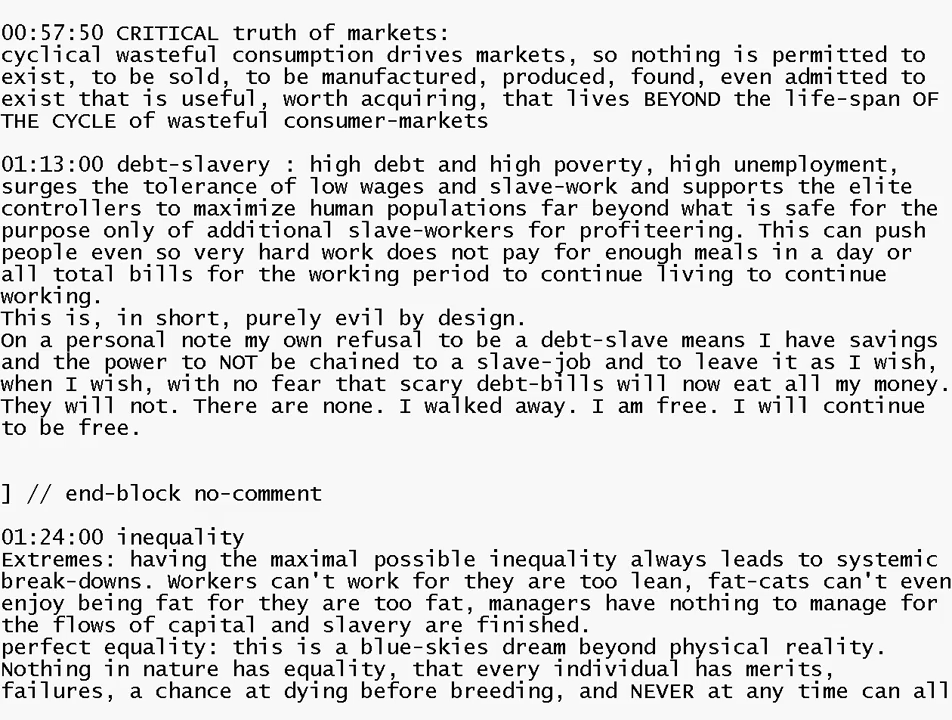 00:57:50 CRITICAL truth of markets:
cyclical wasteful consumption drives markets, so nothing is permitted to
exist, to be sold, to be manufactured, produced, found, even admitted to
exist that is useful, worth acquiring, that lives BEYOND the life-span OF
THE CYCLE of wasteful consumer-markets
01:13:00 debt-slavery : high debt and high poverty, high unemployment,
surges the tolerance of low wages and slave-work and supports the elite
controllers to maximize human populations far beyond what is safe for the
purpose only of additional slave-workers for profiteering. This can push
people even so very hard work does not pay for enough meals in a day or
all total bills for the working period to continue living to continue
working.
This is, in short, purely evil by design.
On a personal note my own refusal to be a debt-slave means I have savings
and the power to NOT be chained to a slave-job and to leave it as I wish,
when I wish, with no fear that scary debt-bills will now eat all my money.
They will not. There are none. I walked away. I am free. I will continue
to be free.
] // end-block no-comment
01:24:00 inequality
Extremes: having the maximal possible inequality always leads to systemic
break-downs. Workers can't work for they are too lean, fat-cats can't even
enjoy being fat for they are too fat, managers have nothing to manage for
the flows of capital and slavery are finished.
perfect equality: this is a blue-skies dream beyond physical reality.
Nothing in nature has equality, that every individual has merits,
failures, a chance at dying before breeding, and NEVER at any time can all